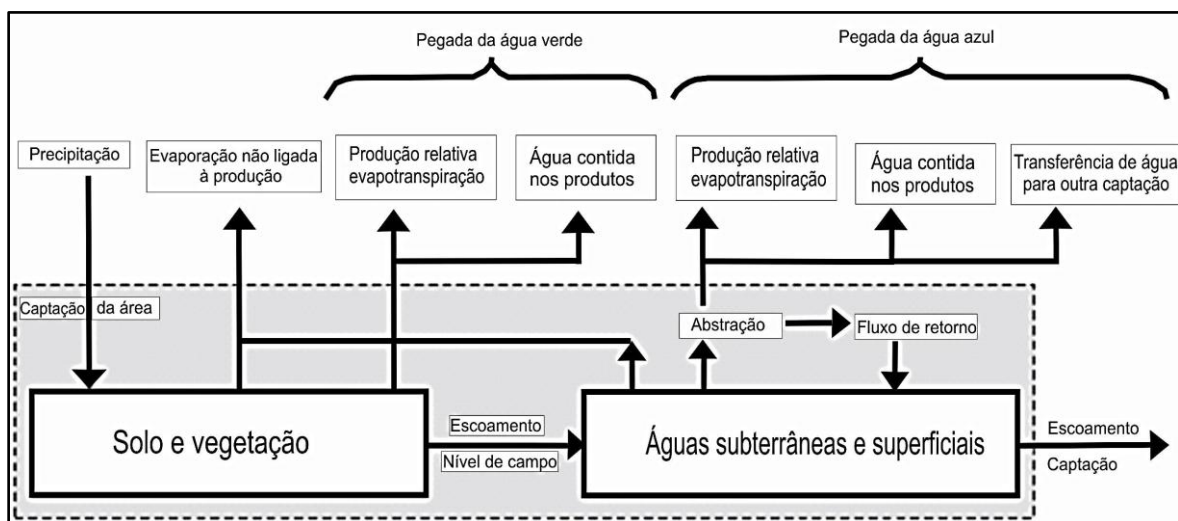 Pegada da água verde
Pegada da água azul
Precipitação
Evaporação não ligada
à produção
Produção relativa
evapotranspiração
Água contida
nos produtos
Produção relativa
evapotranspiração
Água contida
nos produtos
Transferência de água
para outra captação
Captação da área
Abstração
Fluxo de retorno
Solo e vegetação
Escoamento
Nível de campo
Águas subterrâneas e superficiais
Escoamento
Captação